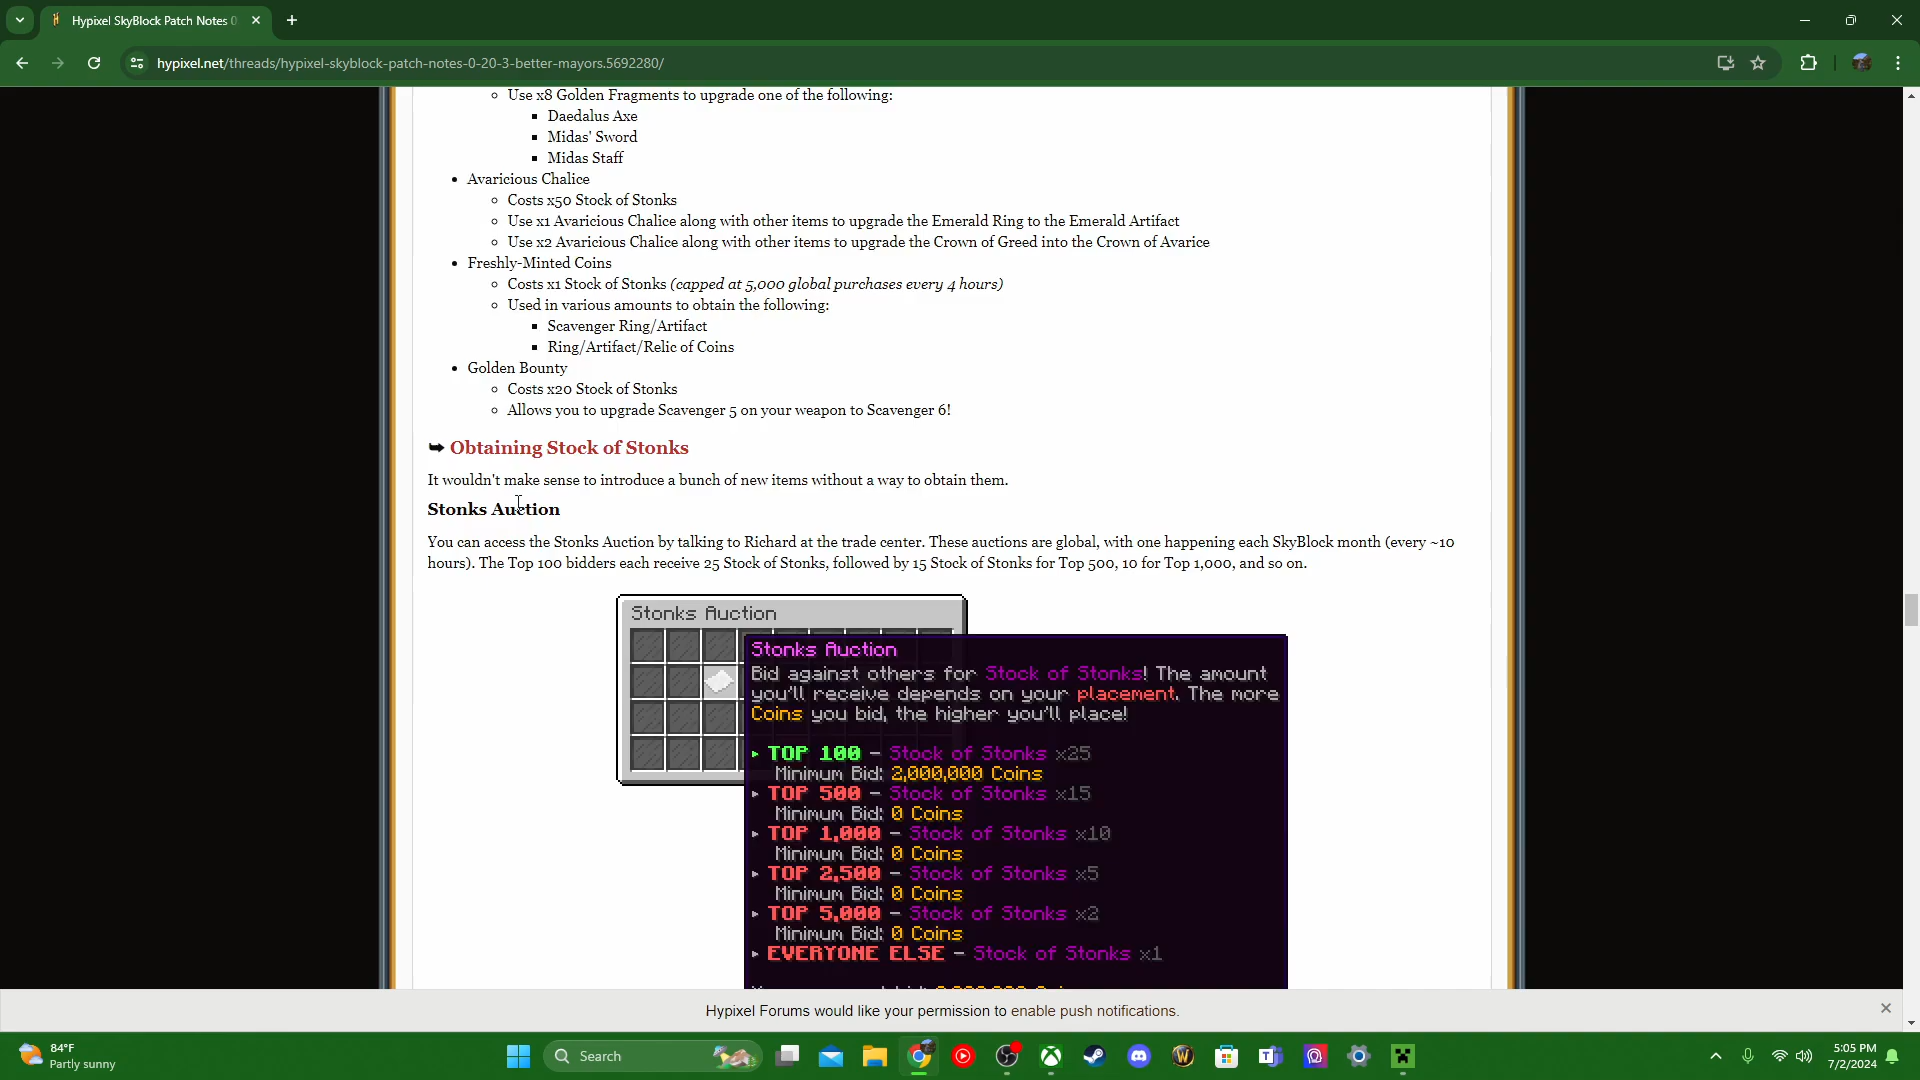 Hypixel SkyBlock Patch Notes 0
hypixel.net/threads/hypixel-skyblock-patch-notes-0-20-3-better-mayors.5692280/
Use x8 Golden Fragments to upgrade one of the following:
Daedalus Axe
Midas' Sword
Midas Staff
Avaricious Chalice
Costs x50 Stock of Stonks
Use x1 Avaricious Chalice along with other items to upgrade the Emerald Ring to the Emerald Artifact
Use x2 Avaricious Chalice along with other items to upgrade the Crown of Greed into the Crown of Avarice
Freshly-Minted Coins
Costs x1 Stock of Stonks (capped at 5,000 global purchases every 4 hours)
Used in various amounts to obtain the following:
Scavenger Ring/Artifact
Ring/Artifact/Relic of Coins
Golden Bounty
Costs x20 Stock of Stonks
Allows you to upgrade Scavenger 5 on your weapon to Scavenger 6!
➥ Obtaining Stock of Stonks
It wouldn't make sense to introduce a bunch of new items without a way to obtain them.
Stonks Auction
You can access the Stonks Auction by talking to Richard at the trade center. These auctions are global, with one happening each SkyBlock month (every ~10
hours). The Top 100 bidders each receive 25 Stock of Stonks, followed by 15 Stock of Stonks for Top 500, 10 for Top 1,000, and so on.
Stonks Auction
Stonks Auction
Bid against others for Stock of Stonks! The amount
you'll receive depends on your placement. The more
Coins you bid, the higher you'll place!
▸ TOP 100 – Stock of Stonks x25
Minimum Bid: 2,000,000 Coins
▸ TOP 500 – Stock of Stonks x15
Minimum Bid: 0 Coins
▸ TOP 1,000 – Stock of Stonks x10
Minimum Bid: 0 Coins
▸ TOP 2,500 – Stock of Stonks x5
Minimum Bid: 0 Coins
▸ TOP 5,000 – Stock of Stonks x2
Minimum Bid: 0 Coins
▸ EVERYONE ELSE – Stock of Stonks x1
Hypixel Forums would like your permission to enable push notifications.
84°F
Partly sunny
Search
5:05 PM
7/2/2024